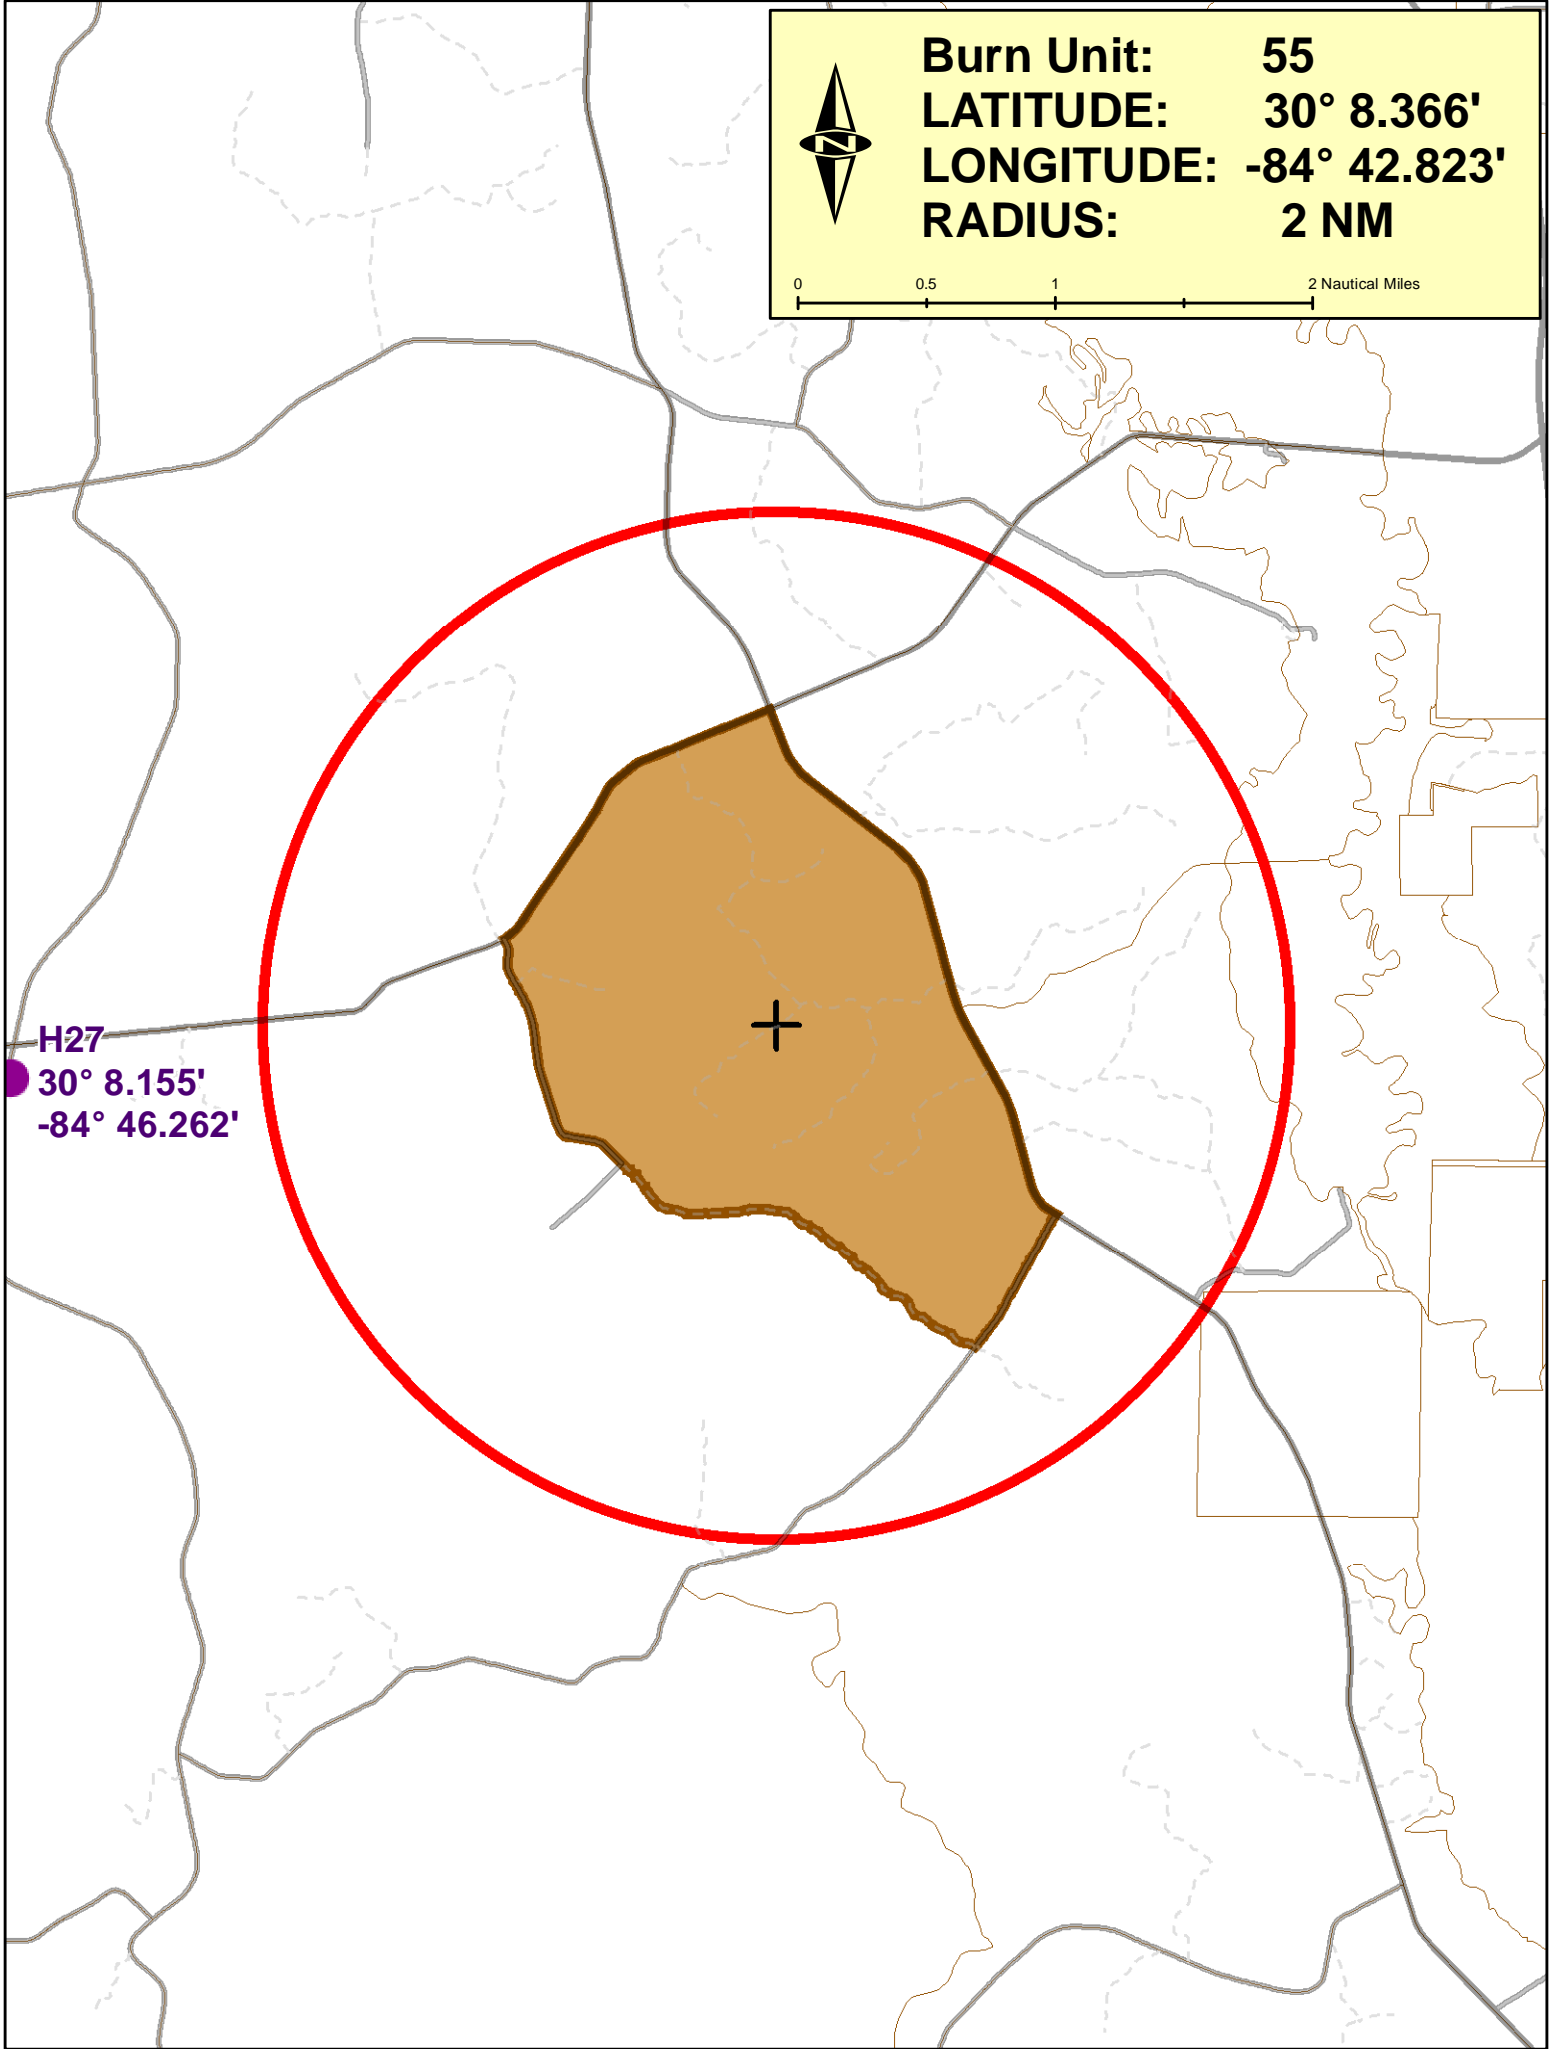 Burn Unit: 55
LATITUDE: 30° 8.366'
LONGITUDE: -84° 42.823'
RADIUS: 2 NM
N
0 0.5 1 2 Nautical Miles
H27
30° 8.155'
-84° 46.262'